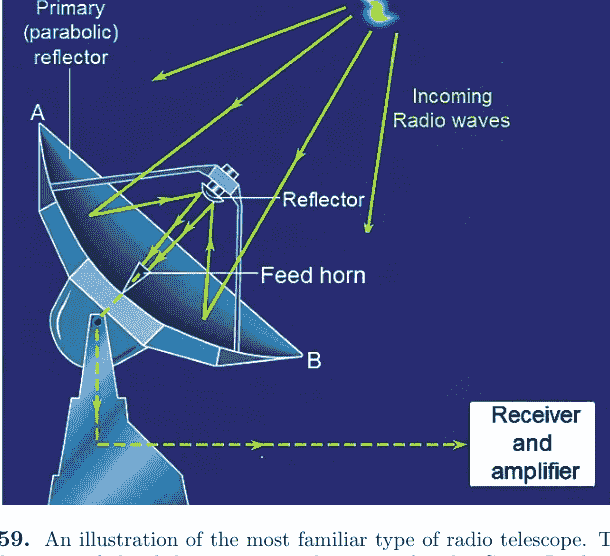 Primary
(parabolic)
reflector
A
Incoming
Radio waves
Reflector
Feed horn
B
Receiver
and
amplifier
59. An illustration of the most familiar type of radio telescope. T